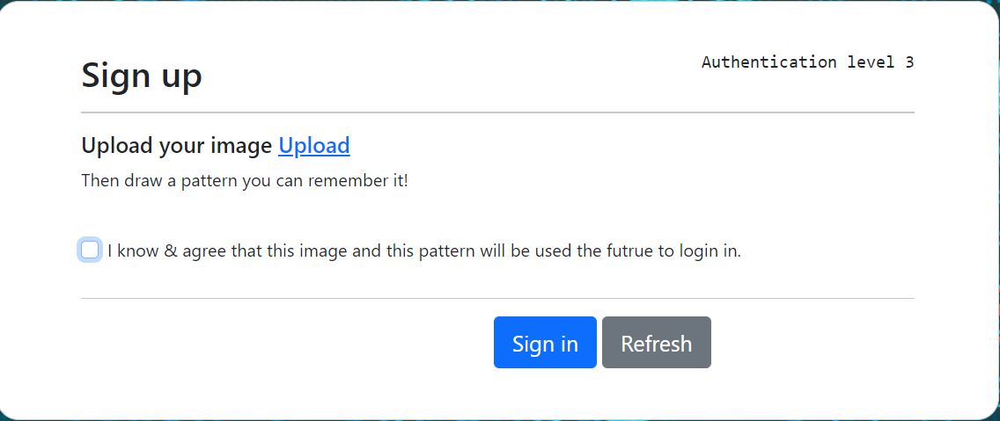 Sign up
Authentication level 3
Upload your image Upload
Then draw a pattern you can remember it!
I know & agree that this image and this pattern will be used the futrue to login in.
Sign in Refresh